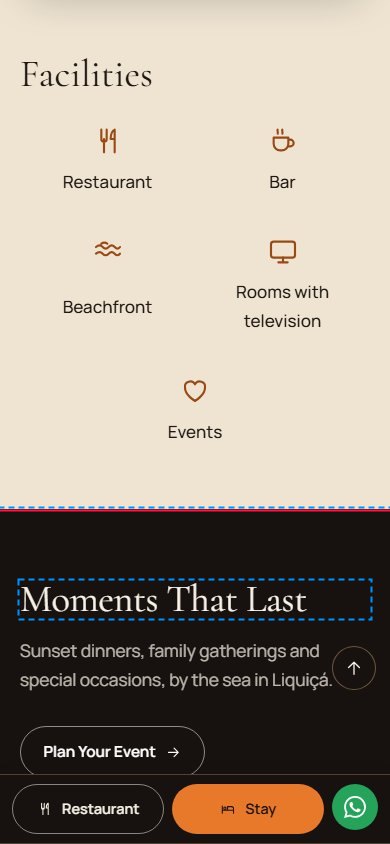 Facilities
Restaurant
Bar
Beachfront
Rooms with
television
Events
Moments That Last
Sunset dinners, family gatherings and
special occasions, by the sea in Liquiçá.
Plan Your Event →
Restaurant
Stay